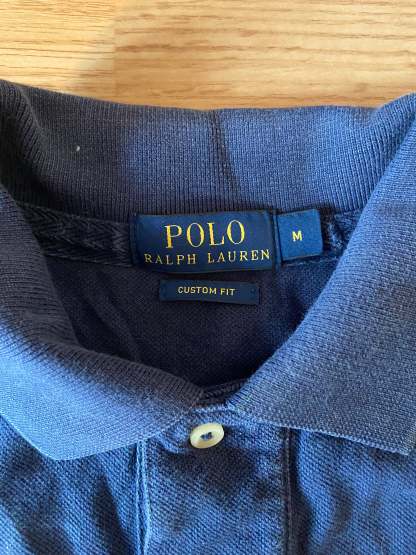 POLO
RALPH LAUREN
M
CUSTOM FIT